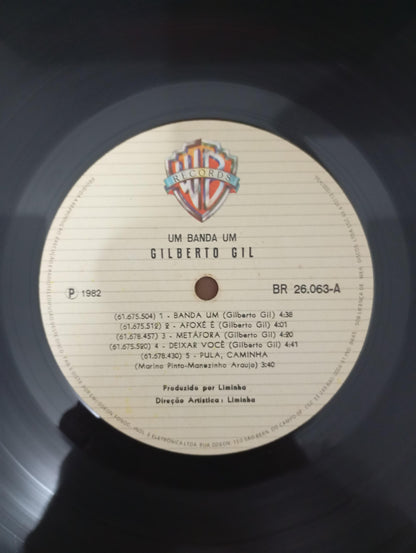 WB
RECORDS
UM BANDA UM
GILBERTO GIL
P 1982
BR 26.063-A
(61.675.504) 1 - BANDA UM (Gilberto Gil) 4:38
(61.675.512) 2 - AFOXÉ É (Gilberto Gil) 4:01
(61.678.457) 3 - METÁFORA (Gilberto Gil) 4:20
(61.675.520) 4 - DEIXAR VOCÊ (Gilberto Gil) 4:41
(61.678.430) 5 - PULA, CAMINHA
(Marino Pinto-Manezinho Araujo) 3:40
Produzido por Liminha
Direção Artística: Liminha